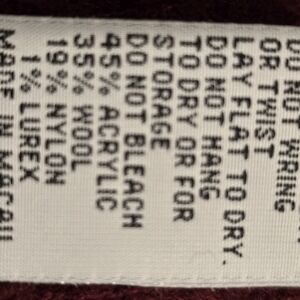 DO NOT WRING
OR TWIST
LAY FLAT TO DRY.
DO NOT HANG
TO DRY OR FOR
STORAGE
DO NOT BLEACH
45% ACRYLIC
35% WOOL
19% NYLON
1% LUREX
MADE IN MACAU